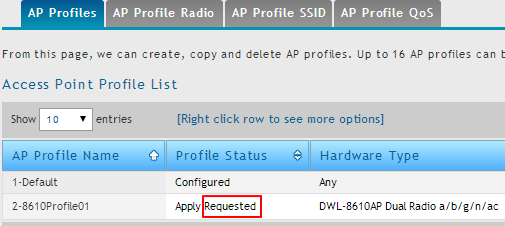 AP Profiles AP Profile Radio AP Profile SSID AP Profile QoS
From this page, we can create, copy and delete AP profiles. Up to 16 AP profiles can b
Access Point Profile List
Show 10 entries [Right click row to see more options]
AP Profile Name Profile Status Hardware Type
1-Default Configured Any
2-8610Profile01 Apply Requested DWL-8610AP Dual Radio a/b/g/n/ac